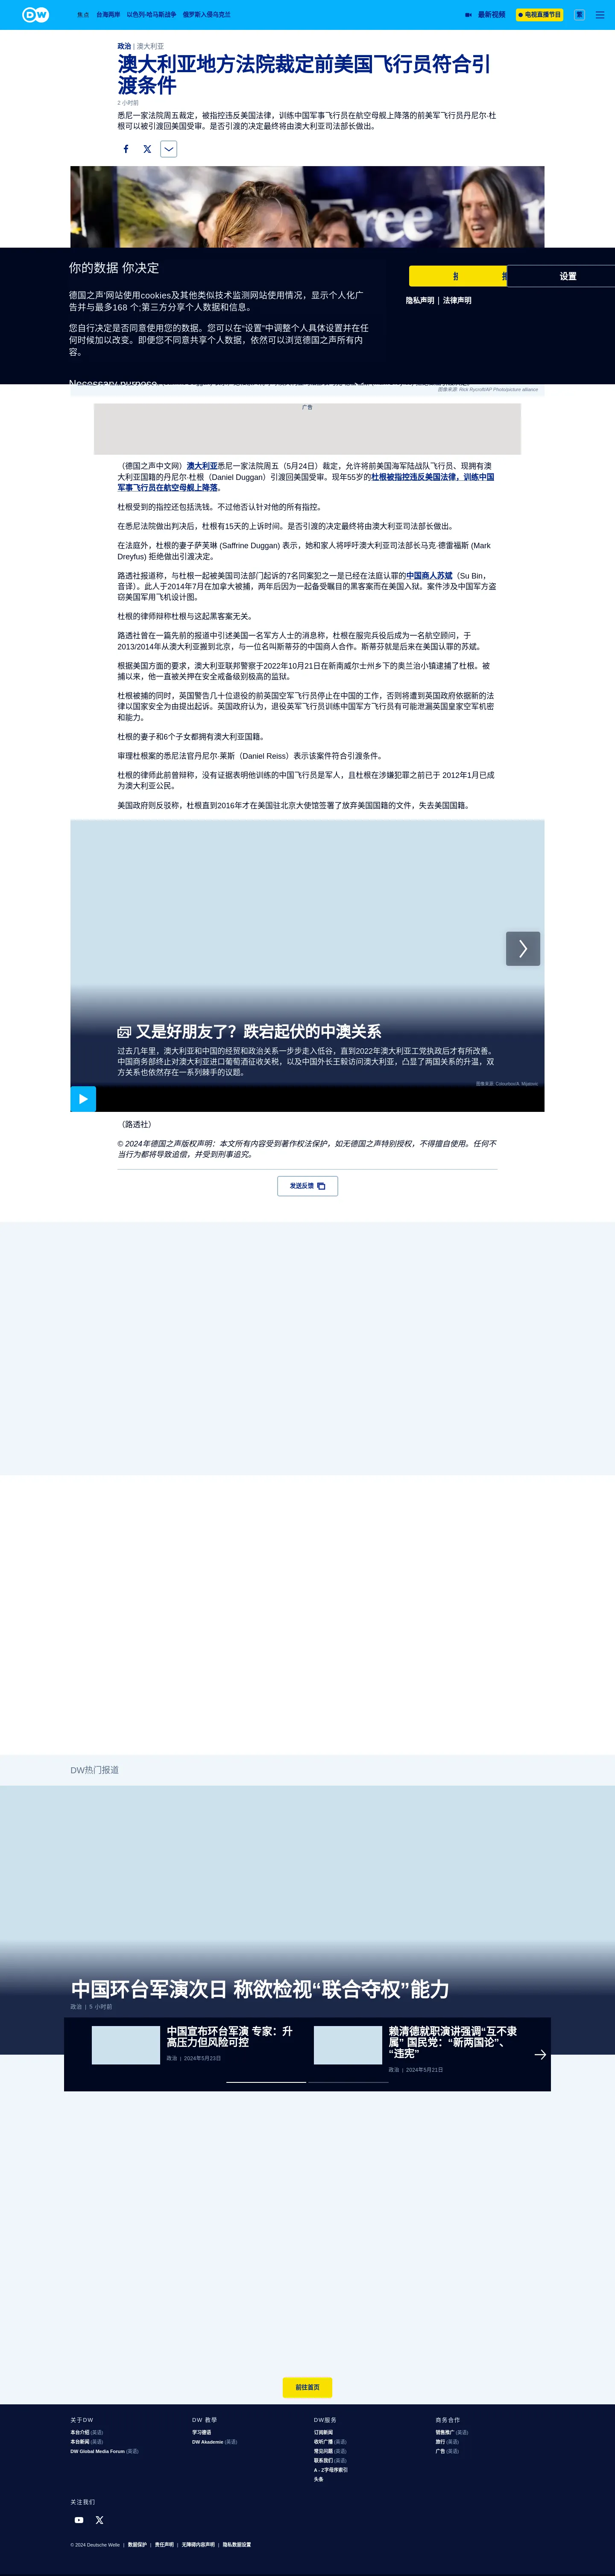 DW
焦点 台海两岸 以色列-哈马斯战争 俄罗斯入侵乌克兰
最新视频 电视直播节目 繁
政治 | 澳大利亚
澳大利亚地方法院裁定前美国飞行员符合引
渡条件
2 小时前
悉尼一家法院周五裁定，被指控违反美国法律，训练中国军事飞行员在航空母舰上降落的前美军飞行员丹尼尔·杜
根可以被引渡回美国受审。是否引渡的决定最终将由澳大利亚司法部长做出。
Free
你的数据 你决定
德国之声‘网站使用cookies及其他类似技术监测网站使用情况，显示个人化广
告并与最多168 个;第三方分享个人数据和信息。
您自行决定是否同意使用您的数据。您可以在“设置”中调整个人具体设置并在任
何时候加以改变。即便您不同意共享个人数据，依然可以浏览德国之声所有内
容。
Necessary purpose
设置
隐私声明 | 法律声明
图像来源: Rick Rycroft/AP Photo/picture alliance
广告
（德国之声中文网）澳大利亚悉尼一家法院周五（5月24日）裁定，允许将前美国海军陆战队飞行员、现拥有澳
大利亚国籍的丹尼尔·杜根（Daniel Duggan）引渡回美国受审。现年55岁的杜根被指控违反美国法律，训练中国
军事飞行员在航空母舰上降落。
杜根受到的指控还包括洗钱。不过他否认针对他的所有指控。
在悉尼法院做出判决后，杜根有15天的上诉时间。是否引渡的决定最终将由澳大利亚司法部长做出。
在法庭外，杜根的妻子萨芙琳 (Saffrine Duggan) 表示，她和家人将呼吁澳大利亚司法部长马克·德雷福斯 (Mark
Dreyfus) 拒绝做出引渡决定。
路透社报道称，与杜根一起被美国司法部门起诉的7名同案犯之一是已经在法庭认罪的中国商人苏斌（Su Bin，
音译）。此人于2014年7月在加拿大被捕，两年后因为一起备受瞩目的黑客案而在美国入狱。案件涉及中国军方盗
窃美国军用飞机设计图。
杜根的律师辩称杜根与这起黑客案无关。
路透社曾在一篇先前的报道中引述美国一名军方人士的消息称，杜根在服完兵役后成为一名航空顾问，于
2013/2014年从澳大利亚搬到北京，与一位名叫斯蒂芬的中国商人合作。斯蒂芬就是后来在美国认罪的苏斌。
根据美国方面的要求，澳大利亚联邦警察于2022年10月21日在新南威尔士州乡下的奥兰治小镇逮捕了杜根。被
捕以来，他一直被关押在安全戒备级别极高的监狱。
杜根被捕的同时，英国警告几十位退役的前英国空军飞行员停止在中国的工作，否则将遭到英国政府依据新的法
律以国家安全为由提出起诉。英国政府认为，退役英军飞行员训练中国军方飞行员有可能泄漏英国皇家空军机密
和能力。
杜根的妻子和6个子女都拥有澳大利亚国籍。
审理杜根案的悉尼法官丹尼尔·莱斯（Daniel Reiss）表示该案件符合引渡条件。
杜根的律师此前曾辩称，没有证据表明他训练的中国飞行员是军人，且杜根在涉嫌犯罪之前已于 2012年1月已成
为澳大利亚公民。
美国政府则反驳称，杜根直到2016年才在美国驻北京大使馆签署了放弃美国国籍的文件，失去美国国籍。
又是好朋友了？跌宕起伏的中澳关系
过去几年里，澳大利亚和中国的经贸和政治关系一步步走入低谷，直到2022年澳大利亚工党执政后才有所改善。
中国商务部终止对澳大利亚进口葡萄酒征收关税，以及中国外长王毅访问澳大利亚，凸显了两国关系的升温，双
方关系也依然存在一系列棘手的议题。
图像来源: Colourbox/A. Mijatovic
（路透社）
© 2024年德国之声版权声明：本文所有内容受到著作权法保护，如无德国之声特别授权，不得擅自使用。任何不
当行为都将导致追偿，并受到刑事追究。
发送反馈
DW热门报道
中国环台军演次日 称欲检视“联合夺权”能力
政治 | 5 小时前
中国宣布环台军演 专家：升
高压力但风险可控
政治 | 2024年5月23日
赖清德就职演讲强调“互不隶
属” 国民党：“新两国论”、
“违宪”
政治 | 2024年5月21日
前往首页
关于DW
本台介绍 (英语)
本台新闻 (英语)
DW Global Media Forum (英语)
DW 教学
学习德语
DW Akademie (英语)
DW服务
订阅新闻
收听广播 (英语)
常见问题 (英语)
联系我们 (英语)
A - Z字母序索引
头条
商务合作
销售推广 (英语)
旅行 (英语)
广告 (英语)
关注我们
© 2024 Deutsche Welle | 数据保护 | 责任声明 | 无障碍内容声明 | 隐私数据设置